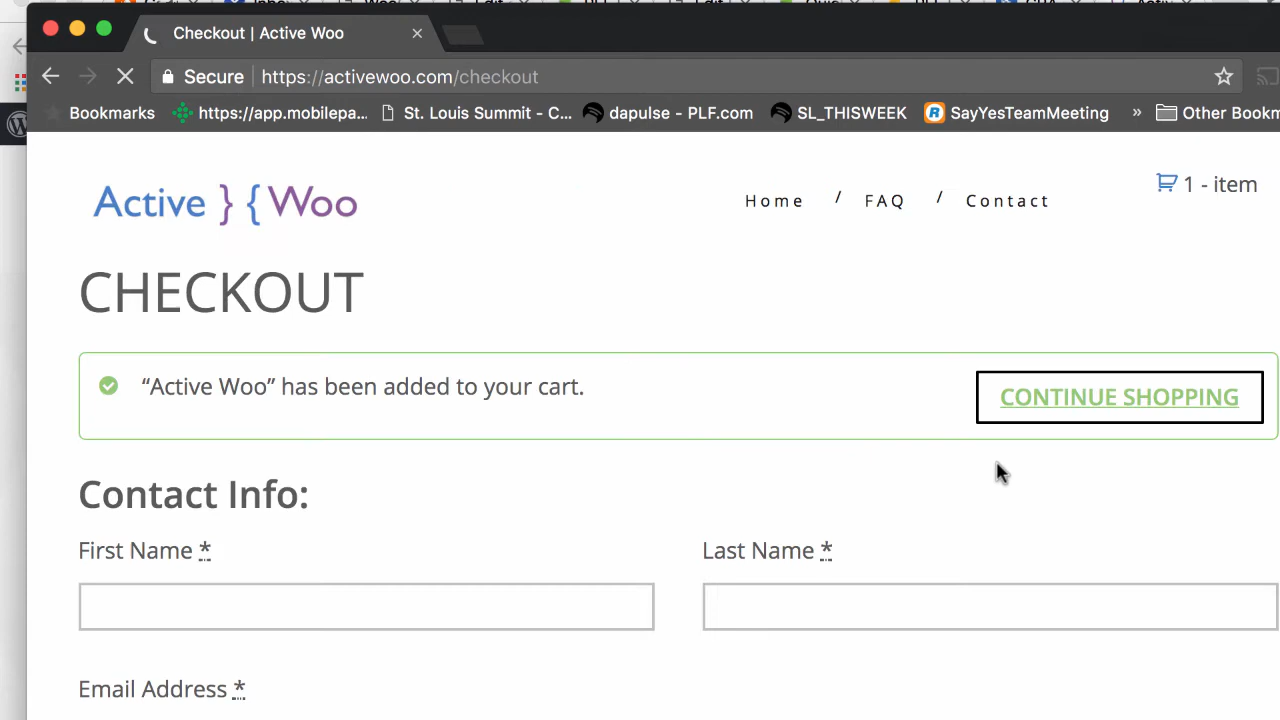 Checkout | Active Woo
Secure https://activewoo.com/checkout
Bookmarks https://app.mobilepa... St. Louis Summit - C... dapulse - PLF.com SL_THISWEEK SayYesTeamMeeting » Other Bookm
Active } { Woo
Home / FAQ / Contact
1 - item
CHECKOUT
“Active Woo” has been added to your cart.
CONTINUE SHOPPING
Contact Info:
First Name *
Last Name *
Email Address *